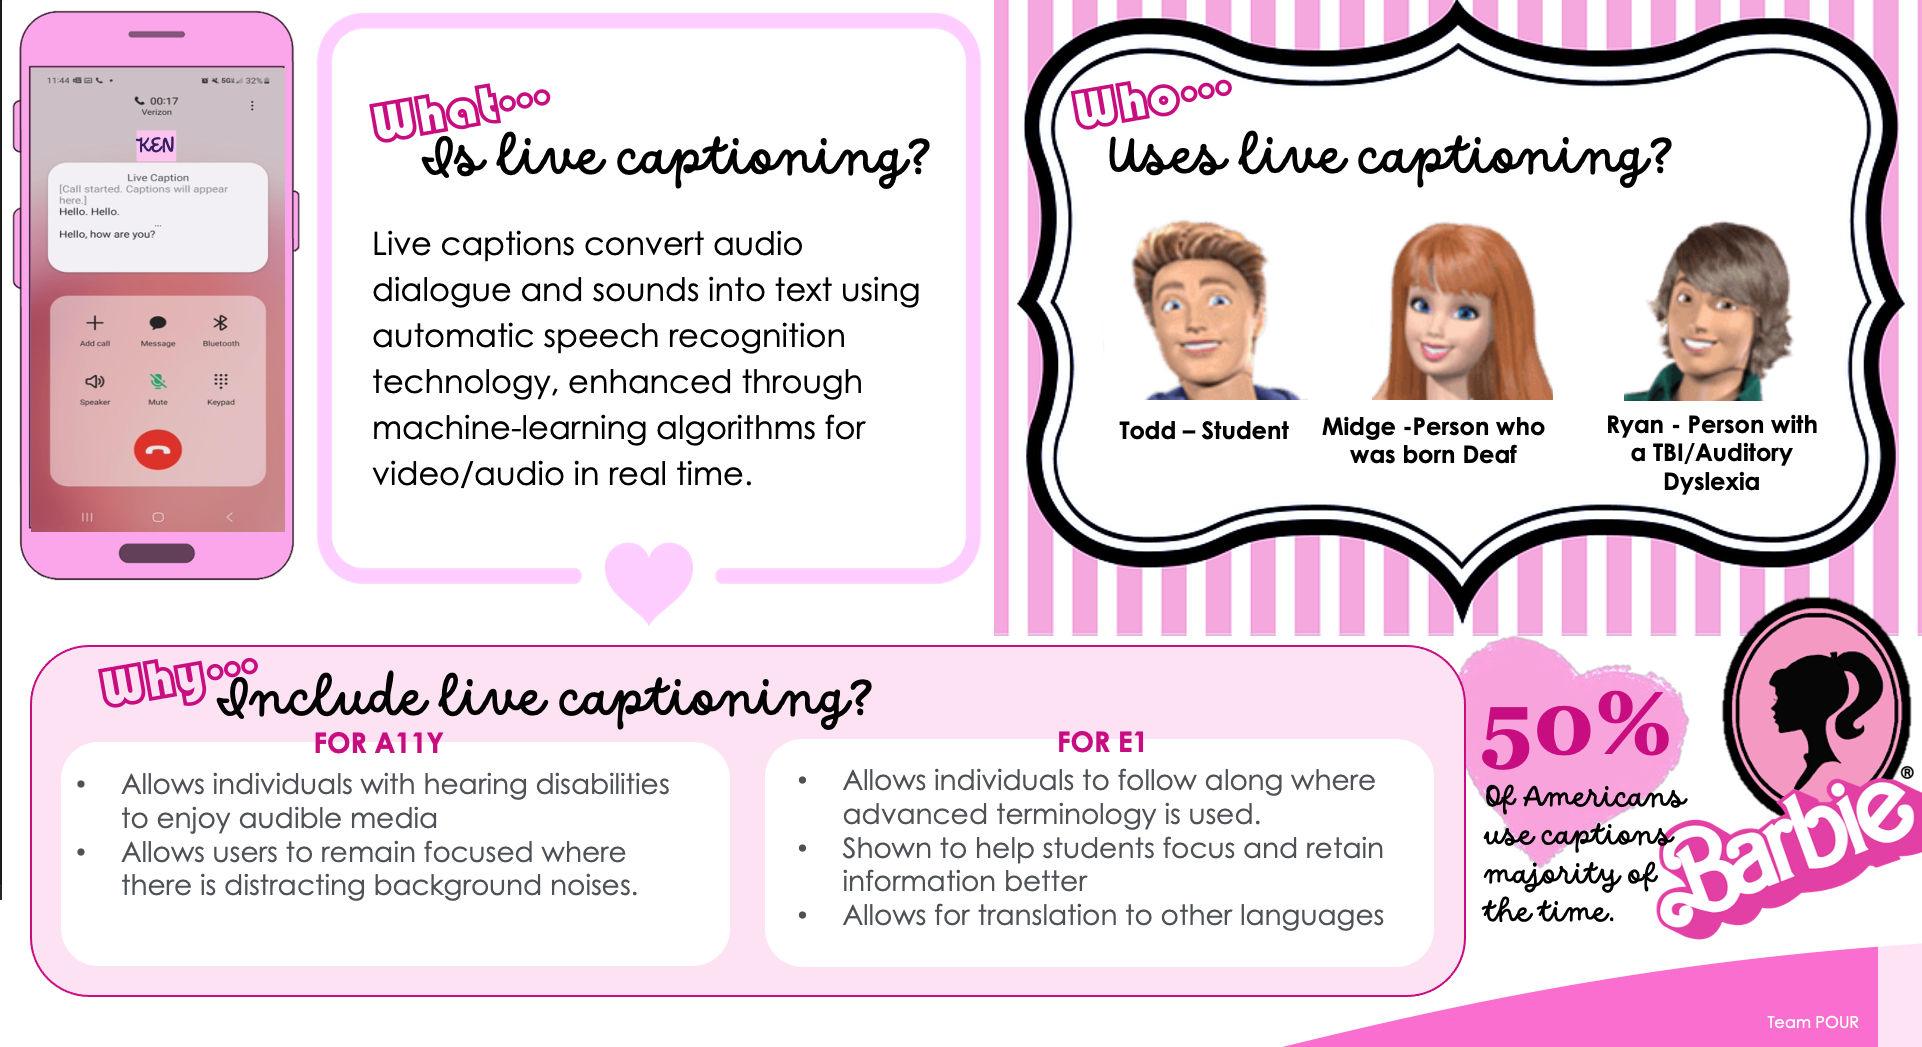 11:44
5G 32%
00:17
Verizon
KEN
Live Caption
[Call started. Captions will appear
here.]
Hello. Hello.
...
Hello, how are you?
Add call
Message
Bluetooth
Speaker
Mute
Keypad
What...
Is live captioning?
Live captions convert audio
dialogue and sounds into text using
automatic speech recognition
technology, enhanced through
machine-learning algorithms for
video/audio in real time.
Who...
Uses live captioning?
Todd – Student
Midge -Person who
was born Deaf
Ryan - Person with
a TBI/Auditory
Dyslexia
Why...
Include live captioning?
FOR A11Y
• Allows individuals with hearing disabilities
to enjoy audible media
• Allows users to remain focused where
there is distracting background noises.
FOR E1
• Allows individuals to follow along where
advanced terminology is used.
• Shown to help students focus and retain
information better
• Allows for translation to other languages
50%
Of Americans
use captions
majority of
the time.
Barbie®
Team POUR